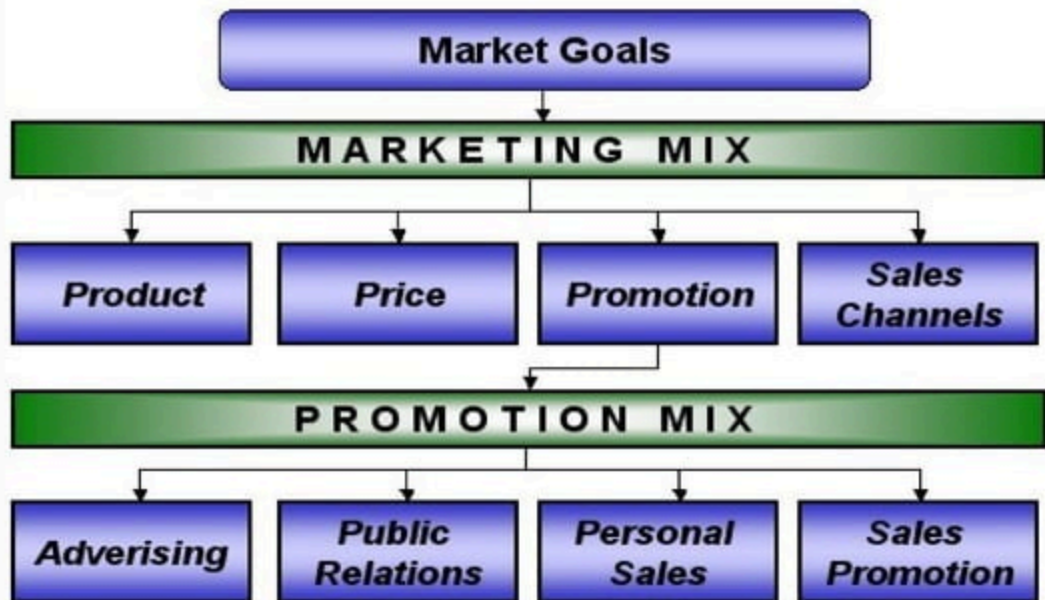 Market Goals
MARKETING MIX
Product
Price
Promotion
Sales
Channels
PROMOTION MIX
Adverising
Public
Relations
Personal
Sales
Sales
Promotion